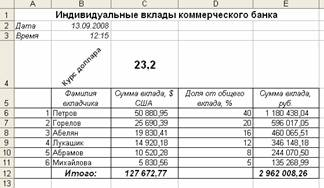 A B C D E
1 Индивидуальные вклады коммерческого банка
2 Дата 13.09.2008
3 Время 12:15
4 Курс доллара 23,2
5 Фамилия вкладчика Сумма вклада, $ США Доля от общего вклада, % Сумма вклада, руб.
6 1 Петров 50 880,95 40 1 180 438,04
7 2 Горелов 25 690,39 20 596 017,05
8 3 Абелян 19 830,41 16 460 065,51
9 4 Лукашин 14 920,18 12 346 148,18
10 5 Абрамов 10 520,28 8 244 070,50
11 6 Михайлова 5 830,56 5 135 268,99
12 Итого: 127 672,77 2 962 008,26
13